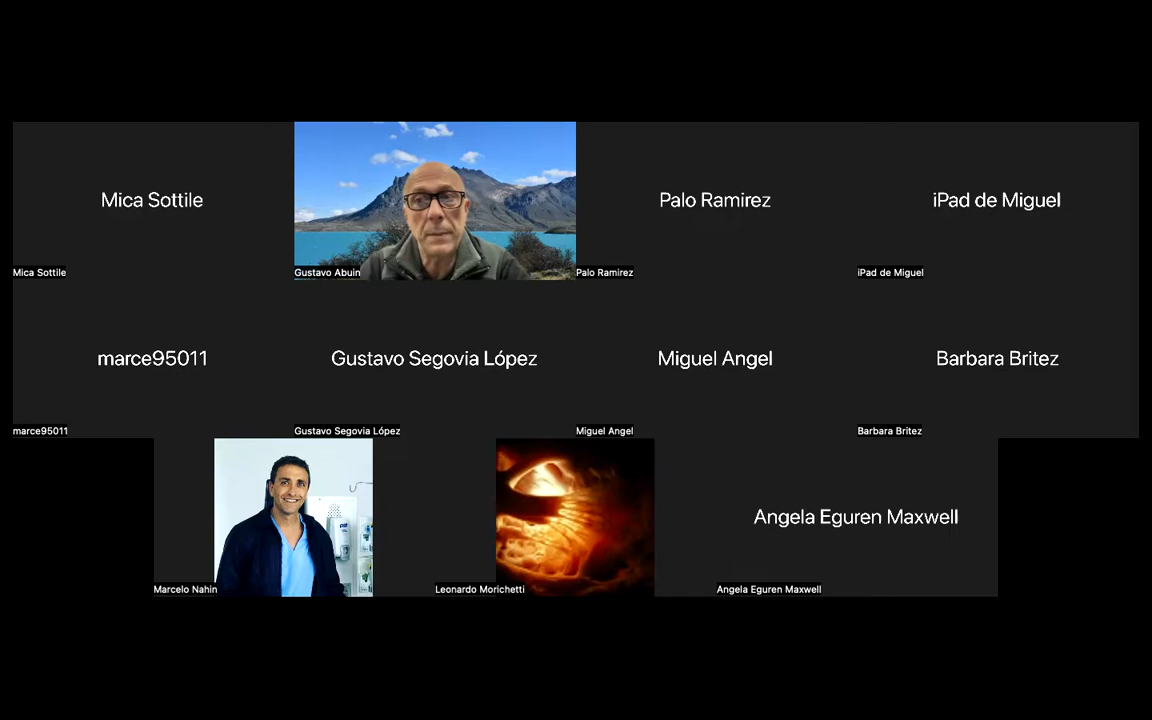 Mica Sottile
Palo Ramirez
iPad de Miguel
Mica Sottile
Gustavo Abuin
Palo Ramirez
iPad de Miguel
marce95011
Gustavo Segovia López
Miguel Angel
Barbara Britez
marce95011
Gustavo Segovia López
Miguel Angel
Barbara Britez
Angela Eguren Maxwell
Marcelo Nahin
Leonardo Morichetti
Angela Eguren Maxwell